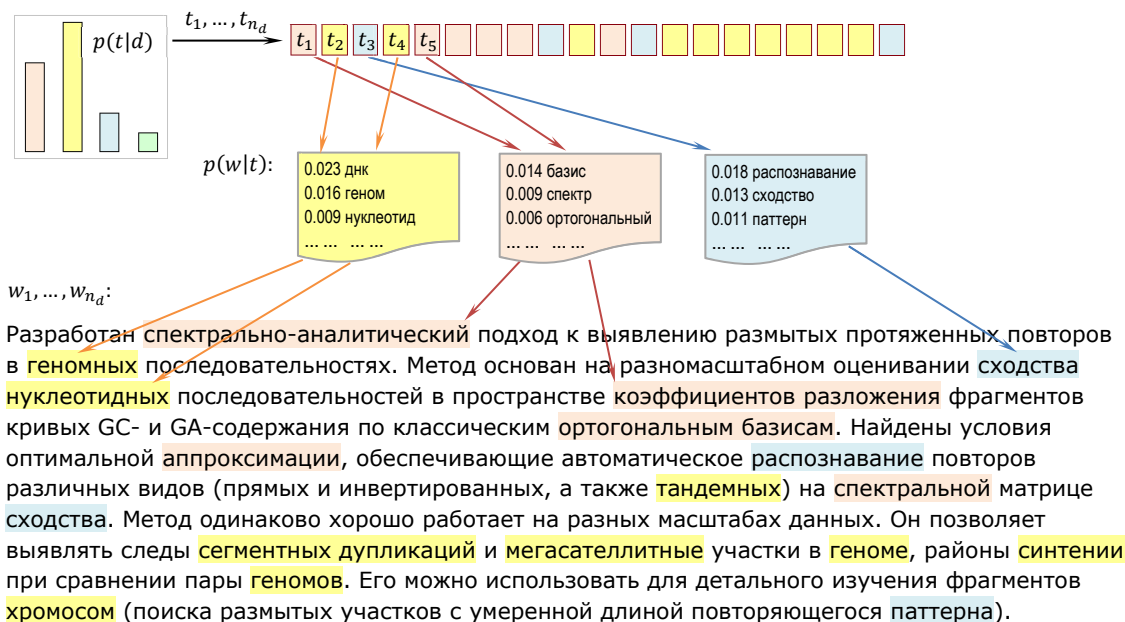 p(t|d)
t₁, … , t_{n_d}
t₁ t₂ t₃ t₄ t₅
p(w|t):
0.023 днк
0.016 геном
0.009 нуклеотид
… … … …
0.014 базис
0.009 спектр
0.006 ортогональный
… … … …
0.018 распознавание
0.013 сходство
0.011 паттерн
… … … …
w₁, … , w_{n_d}:
Разработан спектрально-аналитический подход к выявлению размытых протяженных повторов
в геномных последовательностях. Метод основан на разномасштабном оценивании сходства
нуклеотидных последовательностей в пространстве коэффициентов разложения фрагментов
кривых GC- и GA-содержания по классическим ортогональным базисам. Найдены условия
оптимальной аппроксимации, обеспечивающие автоматическое распознавание повторов
различных видов (прямых и инвертированных, а также тандемных) на спектральной матрице
сходства. Метод одинаково хорошо работает на разных масштабах данных. Он позволяет
выявлять следы сегментных дупликаций и мегасателлитные участки в геноме, районы синтении
при сравнении пары геномов. Его можно использовать для детального изучения фрагментов
хромосом (поиска размытых участков с умеренной длиной повторяющегося паттерна).